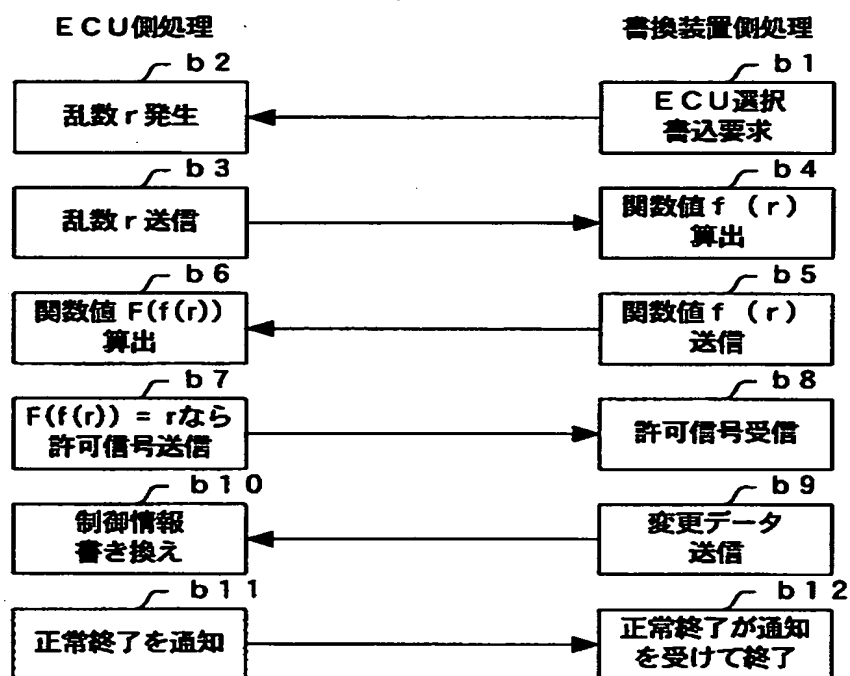 ECU側処理
書換装置側処理
b2
b1
乱数r発生
ECU選択
書込要求
b3
b4
乱数r送信
関数値f（r）
算出
b6
b5
関数値 F(f(r))
算出
関数値f（r）
送信
b7
b8
F(f(r)) = rなら
許可信号送信
許可信号受信
b10
b9
制御情報
書き換え
変更データ
送信
b11
b12
正常終了を通知
正常終了が通知
を受けて終了